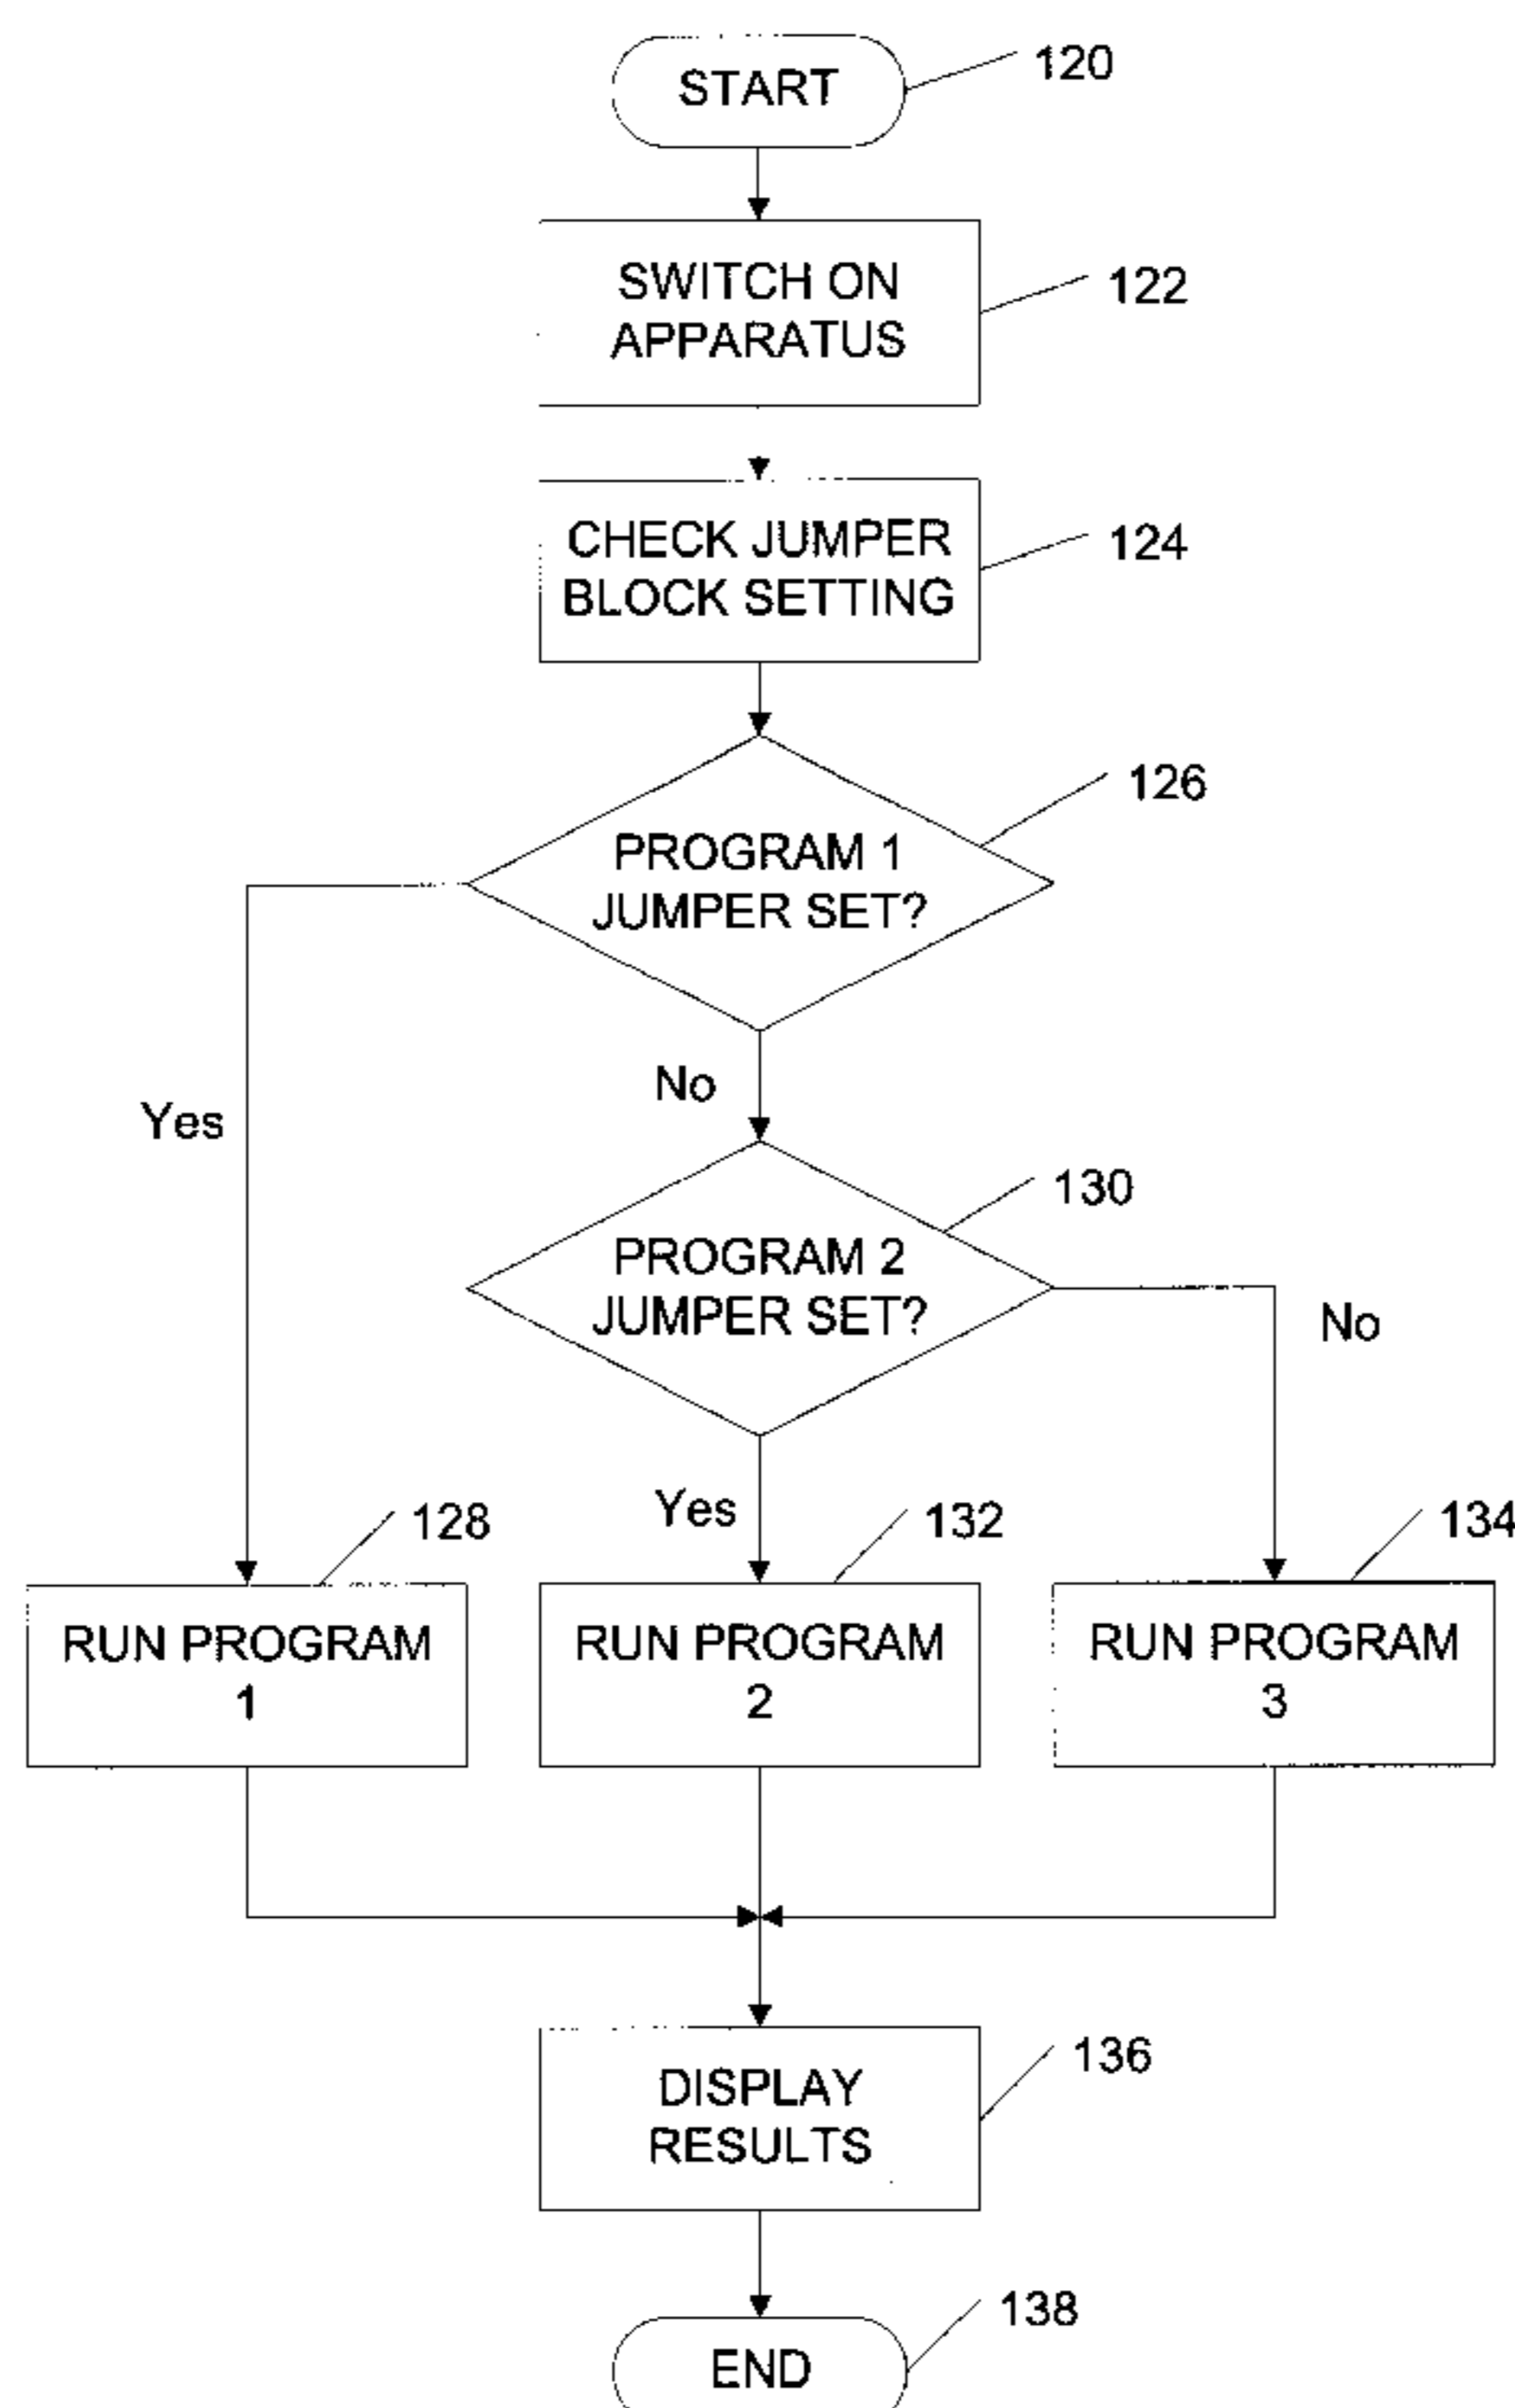 START
120
SWITCH ON
APPARATUS
122
CHECK JUMPER
BLOCK SETTING
124
PROGRAM 1
JUMPER SET?
126
Yes
No
PROGRAM 2
JUMPER SET?
130
No
Yes
128
132
134
RUN PROGRAM
1
RUN PROGRAM
2
RUN PROGRAM
3
DISPLAY
RESULTS
136
END
138